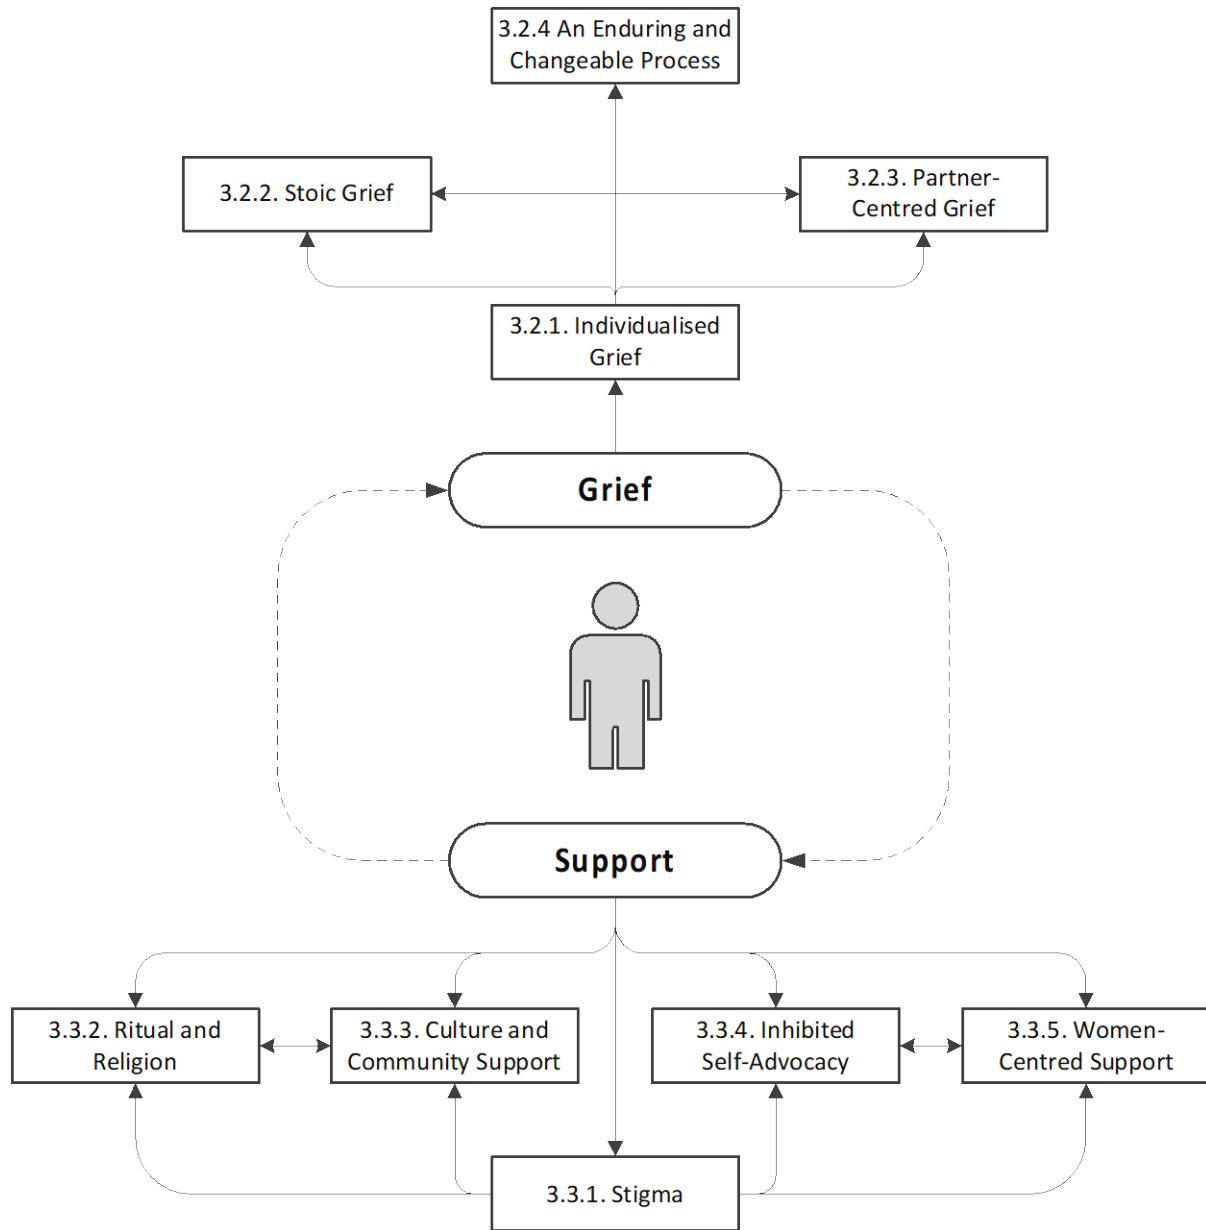 3.2.4 An Enduring and
Changeable Process
3.2.2. Stoic Grief
3.2.3. Partner-
Centred Grief
3.2.1. Individualised
Grief
Grief
Support
3.3.2. Ritual and
Religion
3.3.3. Culture and
Community Support
3.3.4. Inhibited
Self-Advocacy
3.3.5. Women-
Centred Support
3.3.1. Stigma